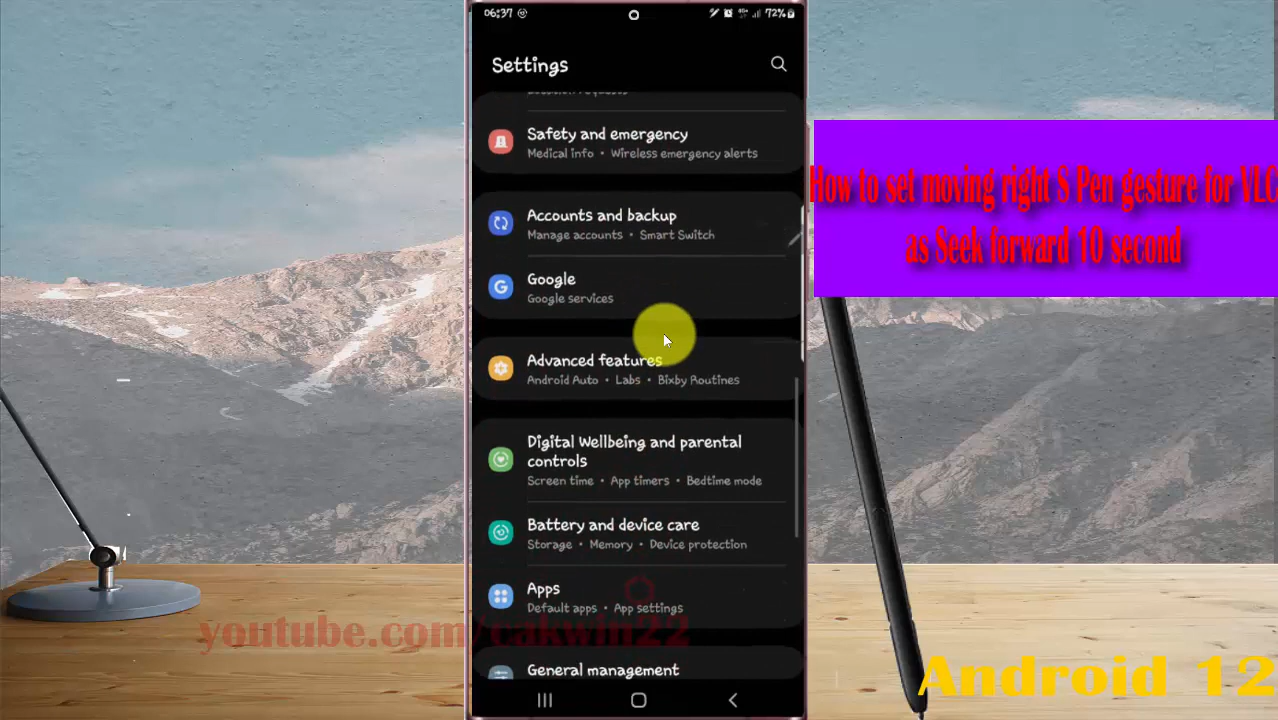 06:37
72%
Settings
Safety and emergency
Medical info • Wireless emergency alerts
Accounts and backup
Manage accounts • Smart Switch
Google
Google services
Advanced features
Android Auto • Labs • Bixby Routines
Digital Wellbeing and parental
controls
Screen time • App timers • Bedtime mode
Battery and device care
Storage • Memory • Device protection
Apps
Default apps • App settings
General management
How to set moving right S Pen gesture for VLC
as Seek forward 10 second
youtube.com/cakwin22
Android 12